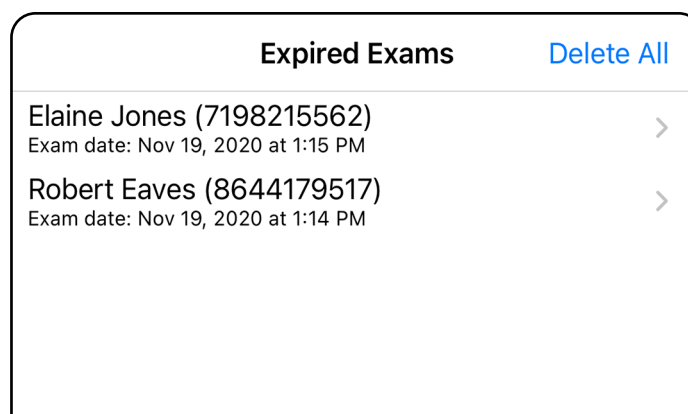 Expired Exams
Delete All
Elaine Jones (7198215562)
Exam date: Nov 19, 2020 at 1:15 PM
Robert Eaves (8644179517)
Exam date: Nov 19, 2020 at 1:14 PM